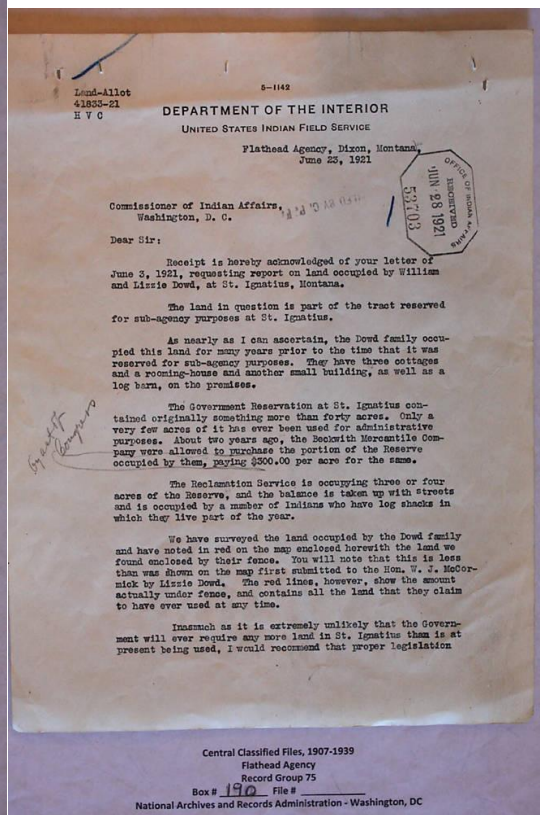 Land-Allot
41833-21
H V C
5-1142
DEPARTMENT OF THE INTERIOR
UNITED STATES INDIAN FIELD SERVICE
Flathead Agency, Dixon, Montana,
June 23, 1921
OFFICE OF INDIAN AFFAIRS
RECEIVED
JUN 28 1921
53703
Commissioner of Indian Affairs,
Washington, D. C.
Dear Sir:
Receipt is hereby acknowledged of your letter of
June 3, 1921, requesting report on land occupied by William
and Lizzie Dowd, at St. Ignatius, Montana.
The land in question is part of the tract reserved
for sub-agency purposes at St. Ignatius.
As nearly as I can ascertain, the Dowd family occu-
pied this land for many years prior to the time that it was
reserved for sub-agency purposes. They have three cottages
and a rooming-house and another small building, as well as a
log barn, on the premises.
The Government Reservation at St. Ignatius con-
tained originally something more than forty acres. Only a
very few acres of it has ever been used for administrative
purposes. About two years ago, the Beckwith Mercantile Com-
pany were allowed to purchase the portion of the Reserve
occupied by them, paying $300.00 per acre for the same.
by act of
Congress
The Reclamation Service is occupying three or four
acres of the Reserve, and the balance is taken up with streets
and is occupied by a number of Indians who have log shacks in
which they live part of the year.
We have surveyed the land occupied by the Dowd family
and have noted in red on the map enclosed herewith the land we
found enclosed by their fence. You will note that this is less
than was shown on the map first submitted to the Hon. W. J. McCor-
mick by Lizzie Dowd. The red lines, however, show the amount
actually under fence, and contains all the land that they claim
to have ever used at any time.
Inasmuch as it is extremely unlikely that the Govern-
ment will ever require any more land in St. Ignatius than is at
present being used, I would recommend that proper legislation
Central Classified Files, 1907-1939
Flathead Agency
Record Group 75
Box # 190 File #
National Archives and Records Administration - Washington, DC